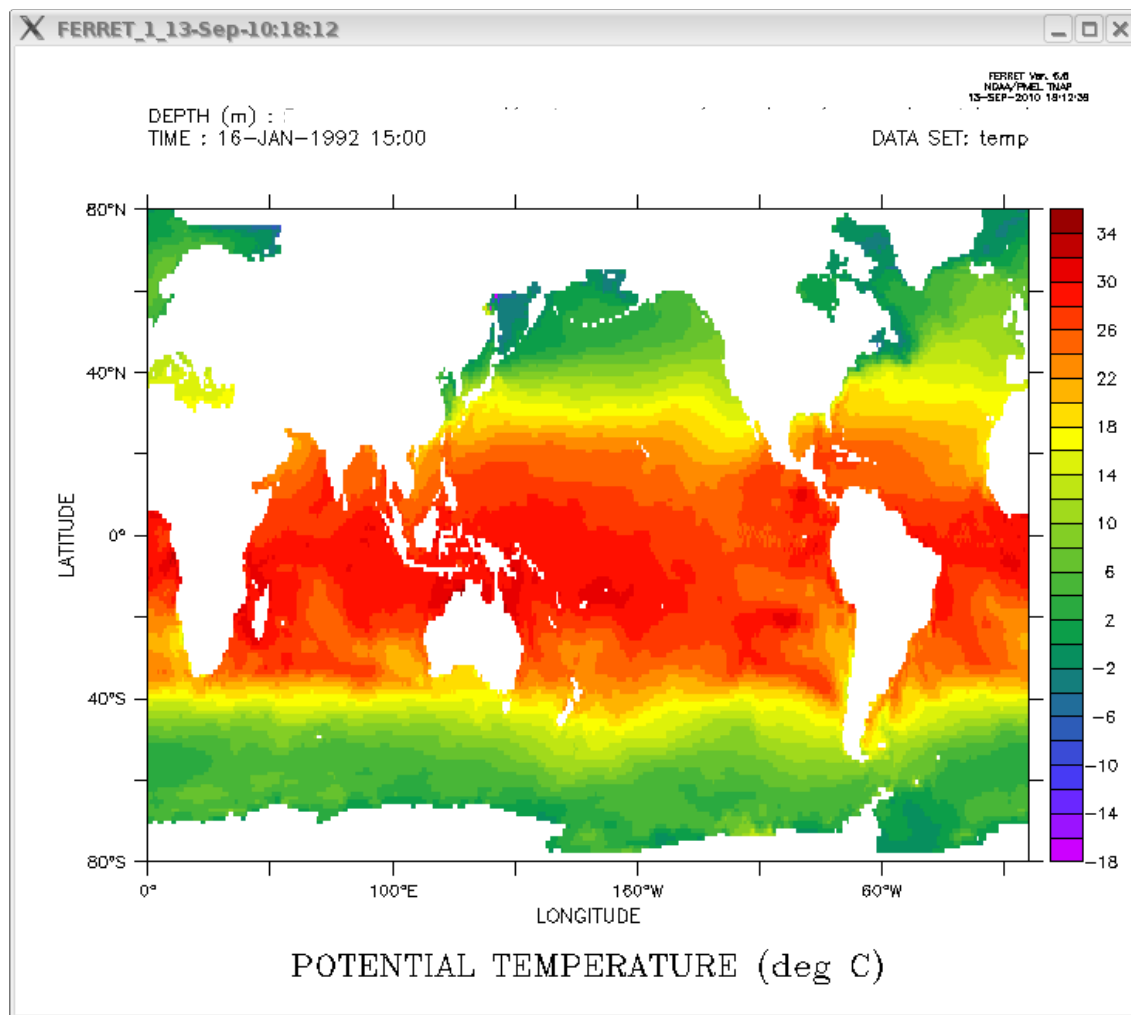 FERRET_1_13-Sep-10:18:12
FERRET Ver. 6.6
NOAA/PMEL TMAP
13-SEP-2010 18:12:39
DEPTH (m) :
TIME : 16-JAN-1992 15:00
DATA SET: temp
80°N
40°N
0°
40°S
80°S
LATITUDE
0°
100°E
160°W
60°W
LONGITUDE
34
30
26
22
18
14
10
6
2
-2
-6
-10
-14
-18
POTENTIAL TEMPERATURE (deg C)